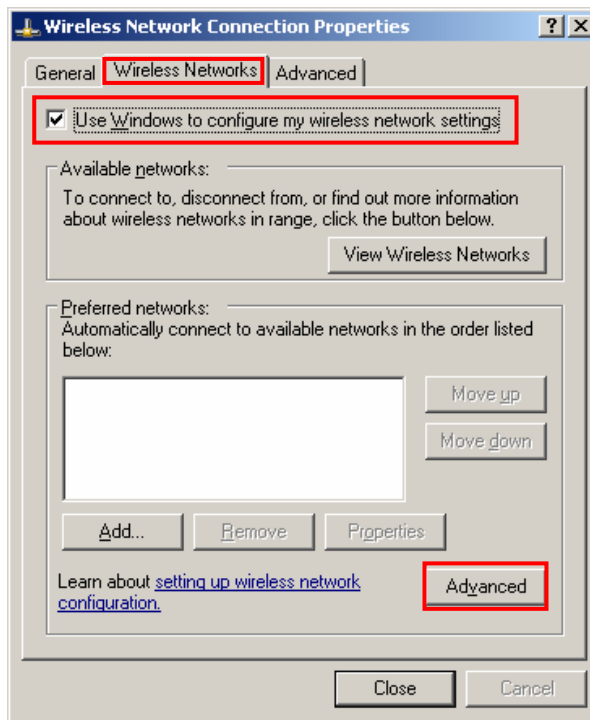 Wireless Network Connection Properties
General
Wireless Networks
Advanced
Use Windows to configure my wireless network settings
Available networks:
To connect to, disconnect from, or find out more information
about wireless networks in range, click the button below.
View Wireless Networks
Preferred networks:
Automatically connect to available networks in the order listed
below:
Move up
Move down
Add...
Remove
Properties
Learn about setting up wireless network
configuration.
Advanced
Close
Cancel